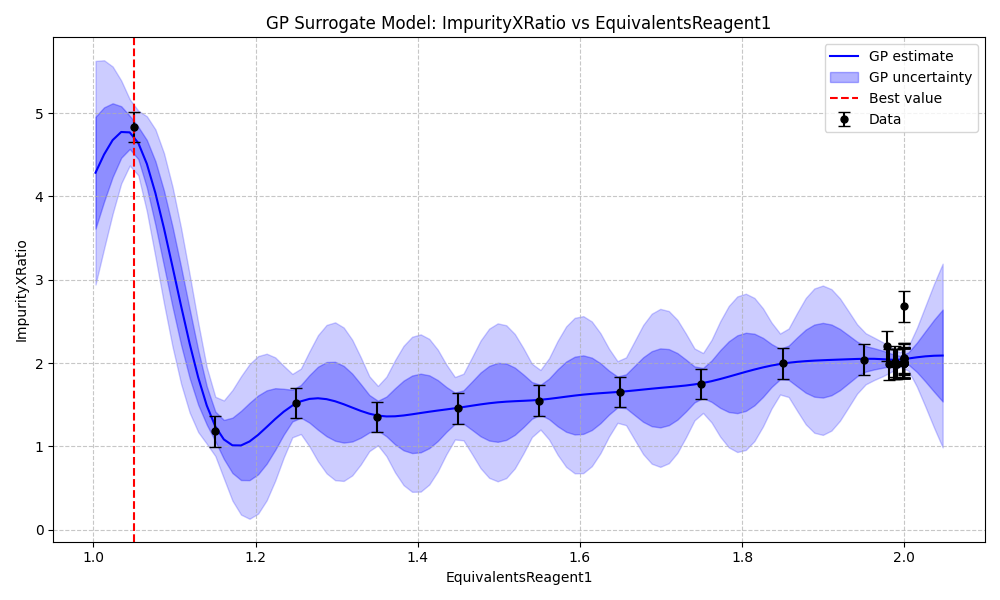 GP Surrogate Model: ImpurityXRatio vs EquivalentsReagent1
GP estimate
GP uncertainty
Best value
Data
ImpurityXRatio
5
4
3
2
1
0
1.0 1.2 1.4 1.6 1.8 2.0
EquivalentsReagent1